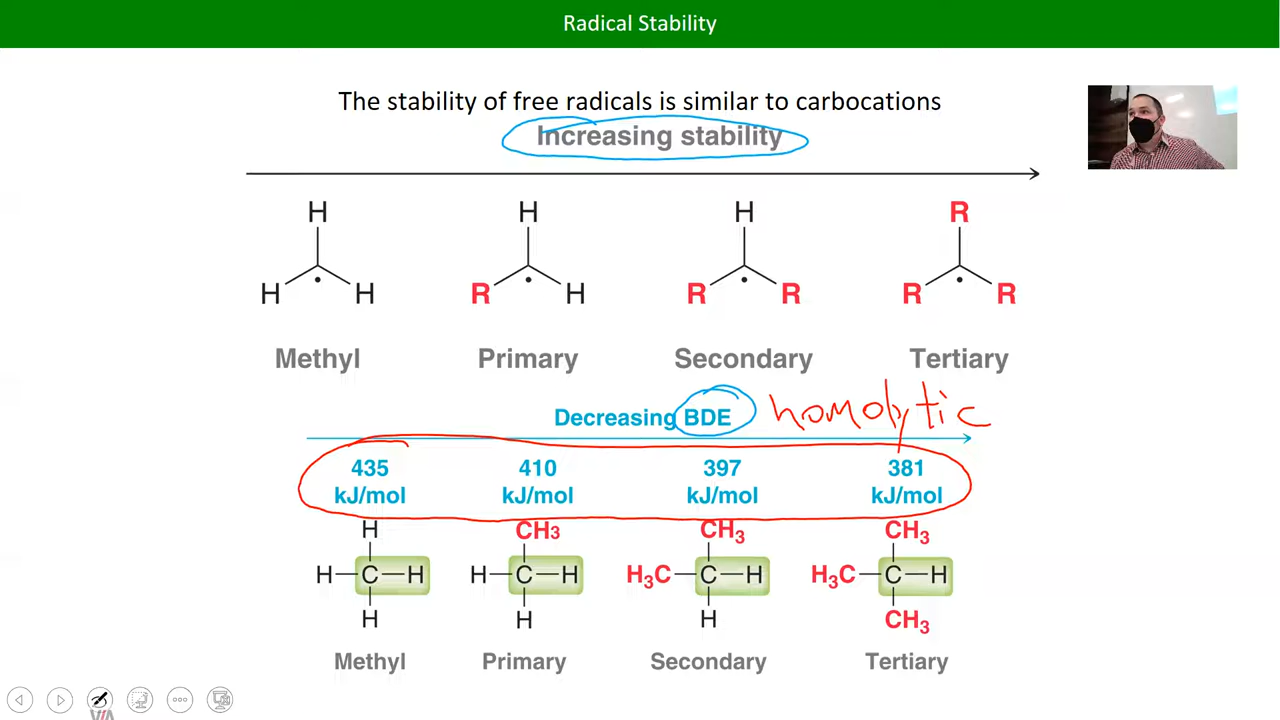 Radical Stability
The stability of free radicals is similar to carbocations
Increasing stability
H H H R
H H R H R R R R
Methyl Primary Secondary Tertiary
Decreasing BDE homolytic
435 410 397 381
kJ/mol kJ/mol kJ/mol kJ/mol
H CH3 CH3 CH3
H C H H C H H3C C H H3C C H
H H H CH3
Methyl Primary Secondary Tertiary
VIA